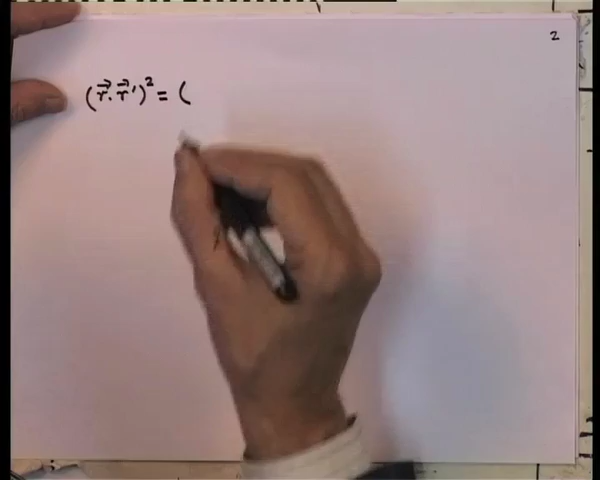 2
(r⃗.r⃗')² = (